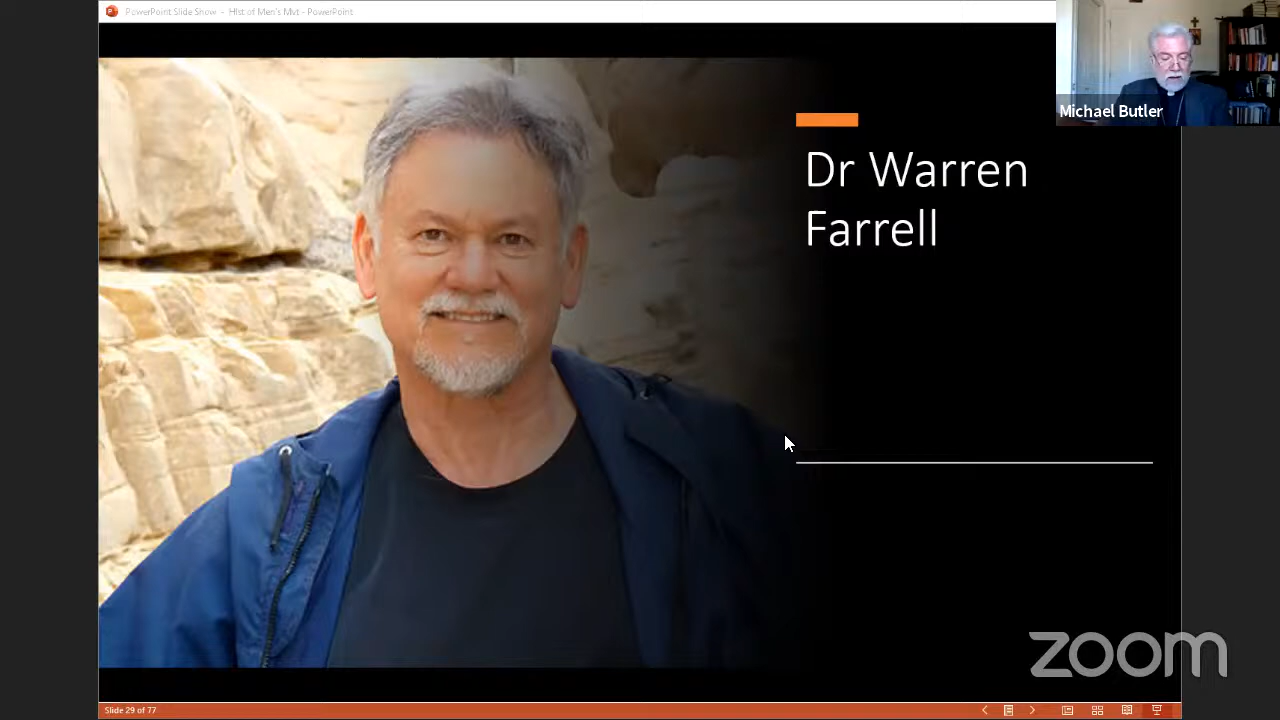 PowerPoint Slide Show - Hist of Men's Mvt - PowerPoint
Michael Butler
Dr Warren
Farrell
zoom
Slide 29 of 77